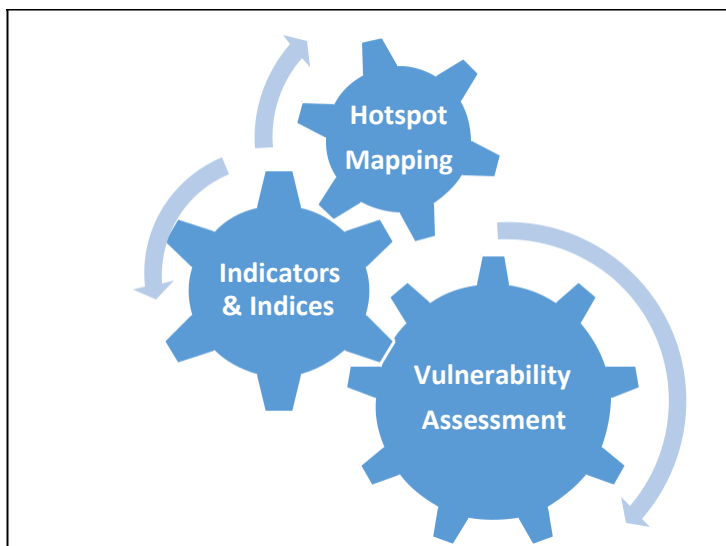 Hotspot
Mapping
Indicators
& Indices
Vulnerability
Assessment